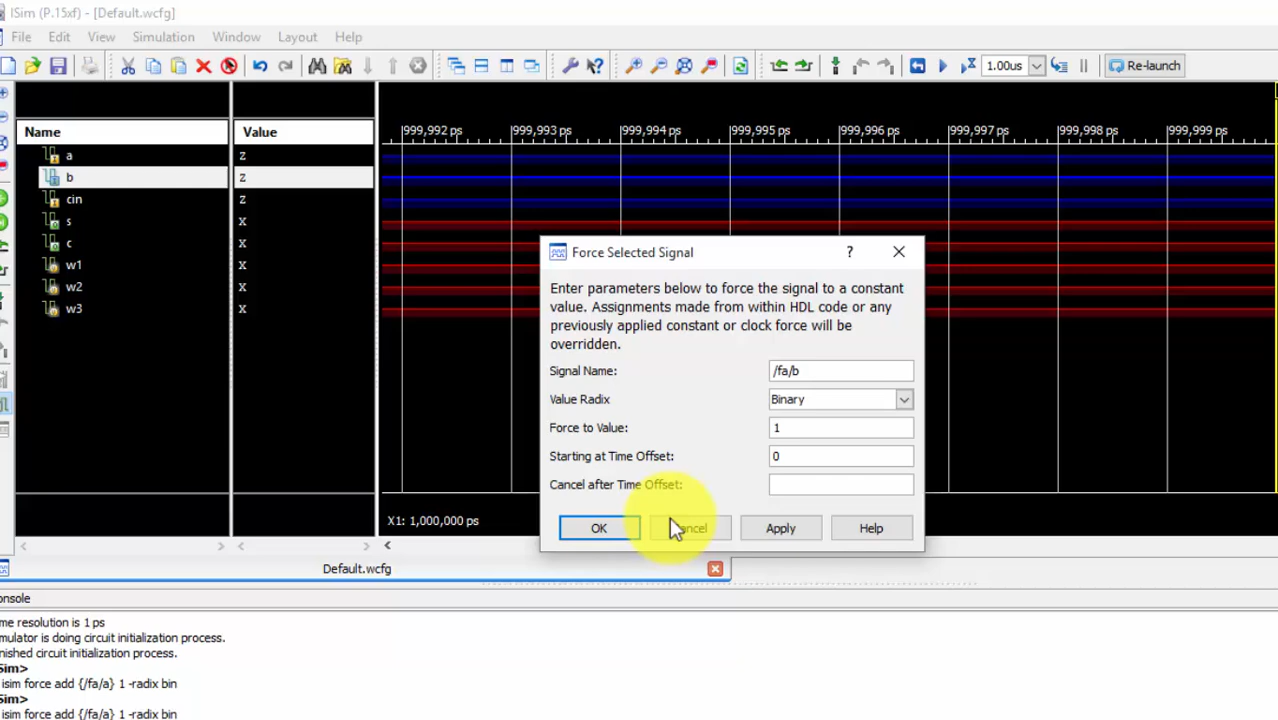 ISim (P.15xf) - [Default.wcfg]
File Edit View Simulation Window Layout Help
1.00us Re-launch
Name Value
999,992 ps 999,993 ps 999,994 ps 999,995 ps 999,996 ps 999,997 ps 999,998 ps 999,999 ps
a z
b z
cin z
s x
c x
w1 x
w2 x
w3 x
Force Selected Signal ?
Enter parameters below to force the signal to a constant
value. Assignments made from within HDL code or any
previously applied constant or clock force will be
overridden.
Signal Name: /fa/b
Value Radix Binary
Force to Value: 1
Starting at Time Offset: 0
Cancel after Time Offset:
OK Cancel Apply Help
X1: 1,000,000 ps
Default.wcfg
onsole
me resolution is 1 ps
mulator is doing circuit initialization process.
nished circuit initialization process.
Sim>
isim force add {/fa/a} 1 -radix bin
Sim>
isim force add {/fa/a} 1 -radix bin